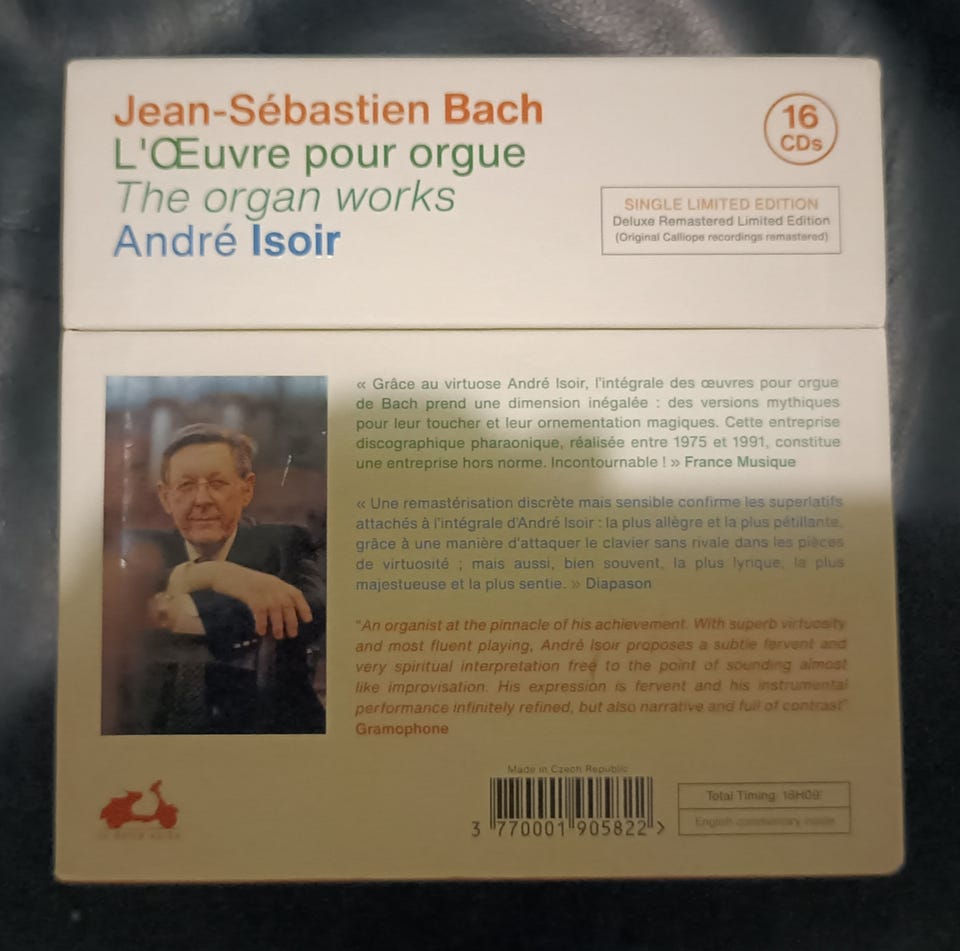 Jean-Sébastien Bach
L'Œuvre pour orgue
The organ works
André Isoir
16
CDs
SINGLE LIMITED EDITION
Deluxe Remastered Limited Edition
(Original Calliope recordings remastered)
« Grâce au virtuose André Isoir, l'intégrale des œuvres pour orgue
de Bach prend une dimension inégalée : des versions mythiques
pour leur toucher et leur ornementation magiques. Cette entreprise
discographique pharaonique, réalisée entre 1975 et 1991, constitue
une entreprise hors norme. Incontournable ! » France Musique
« Une remastérisation discrète mais sensible confirme les superlatifs
attachés à l'intégrale d'André Isoir : la plus allègre et la plus pétillante,
grâce à une manière d'attaquer le clavier sans rivale dans les pièces
de virtuosité ; mais aussi, bien souvent, la plus lyrique, la plus
majestueuse et la plus sentie. » Diapason
"An organist at the pinnacle of his achievement. With superb virtuosity
and most fluent playing, André Isoir proposes a subtle fervent and
very spiritual interpretation free to the point of sounding almost
like improvisation. His expression is fervent and his instrumental
performance infinitely refined, but also narrative and full of contrast"
Gramophone
Made in Czech Republic
3 770001 905822 >
Total Timing: 16H09'
English commentary inside